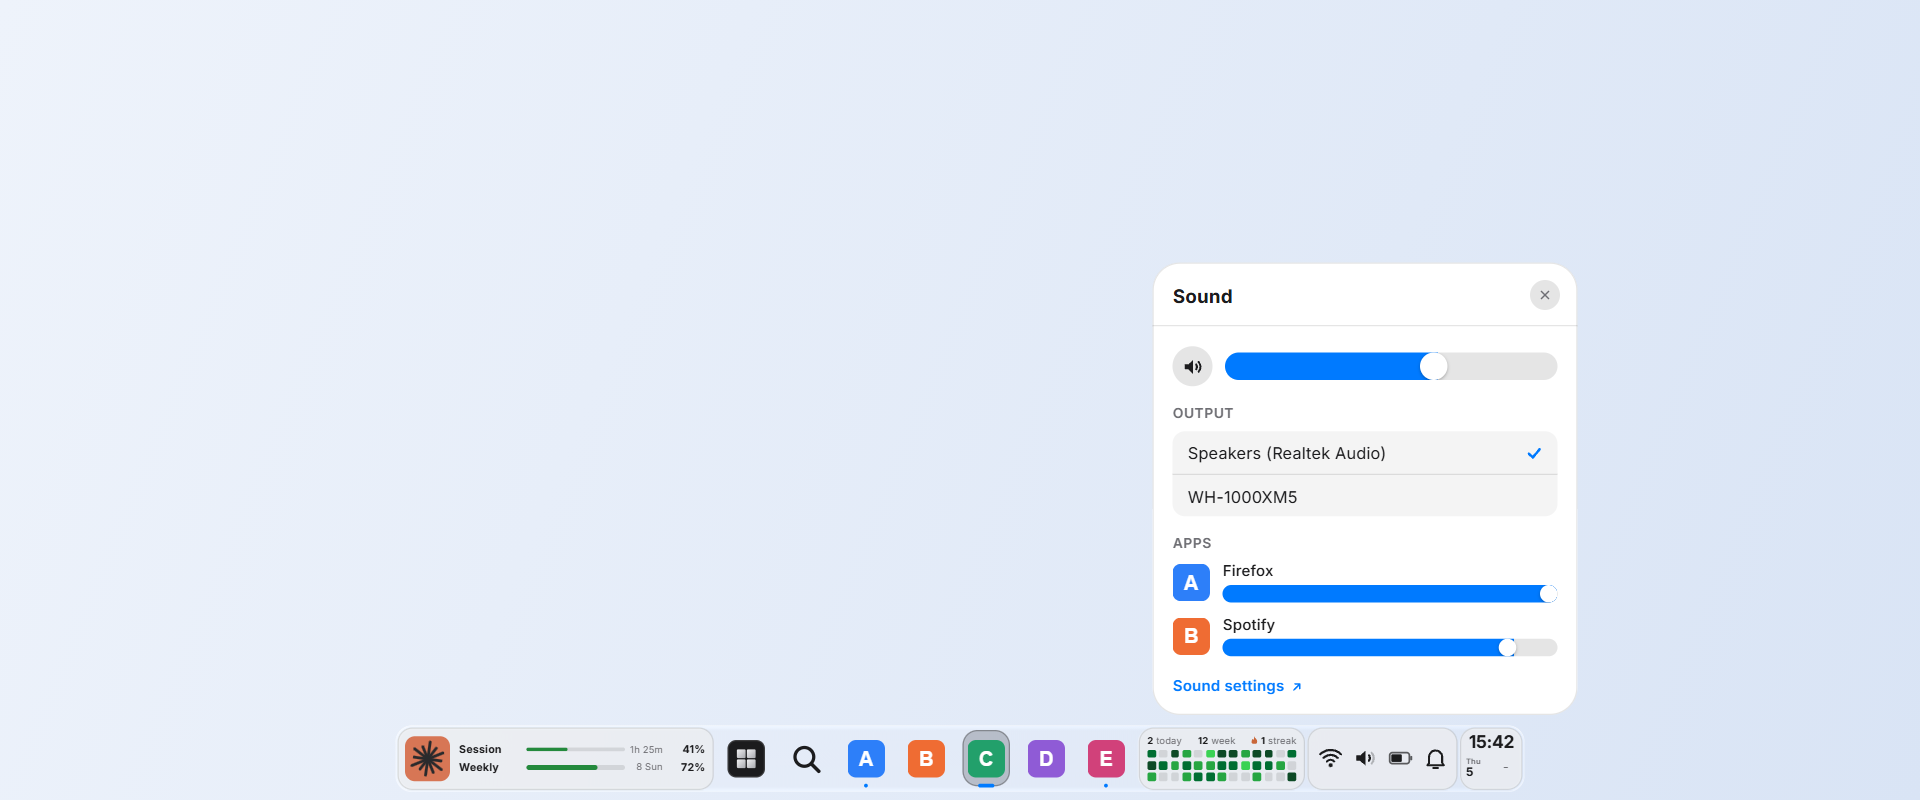 Sound
OUTPUT
Speakers (Realtek Audio)
WH-1000XM5
APPS
A Firefox
B Spotify
Sound settings
Session 1h 25m 41%
Weekly 8 Sun 72%
A B C D E
2 today 12 week 1 streak
15:42
Thu
5 –